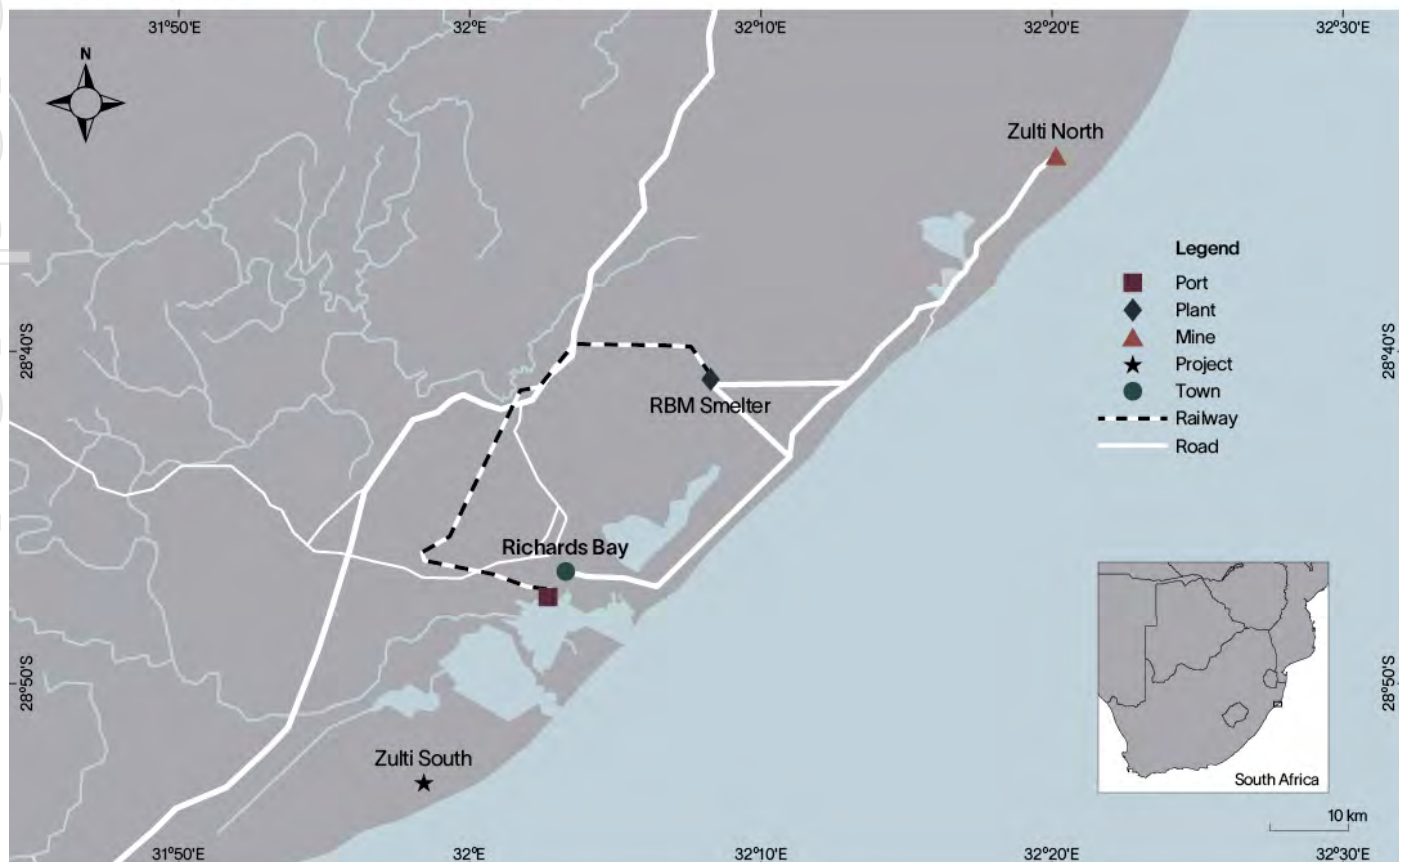 31°50'E
32°E
32°10'E
32°20'E
32°30'E
N
Zulti North
Legend
Port
Plant
Mine
Project
Town
Railway
Road
28°40'S
28°40'S
RBM Smelter
Richards Bay
28°50'S
28°50'S
Zulti South
South Africa
10 km
31°50'E
32°E
32°10'E
32°20'E
32°30'E